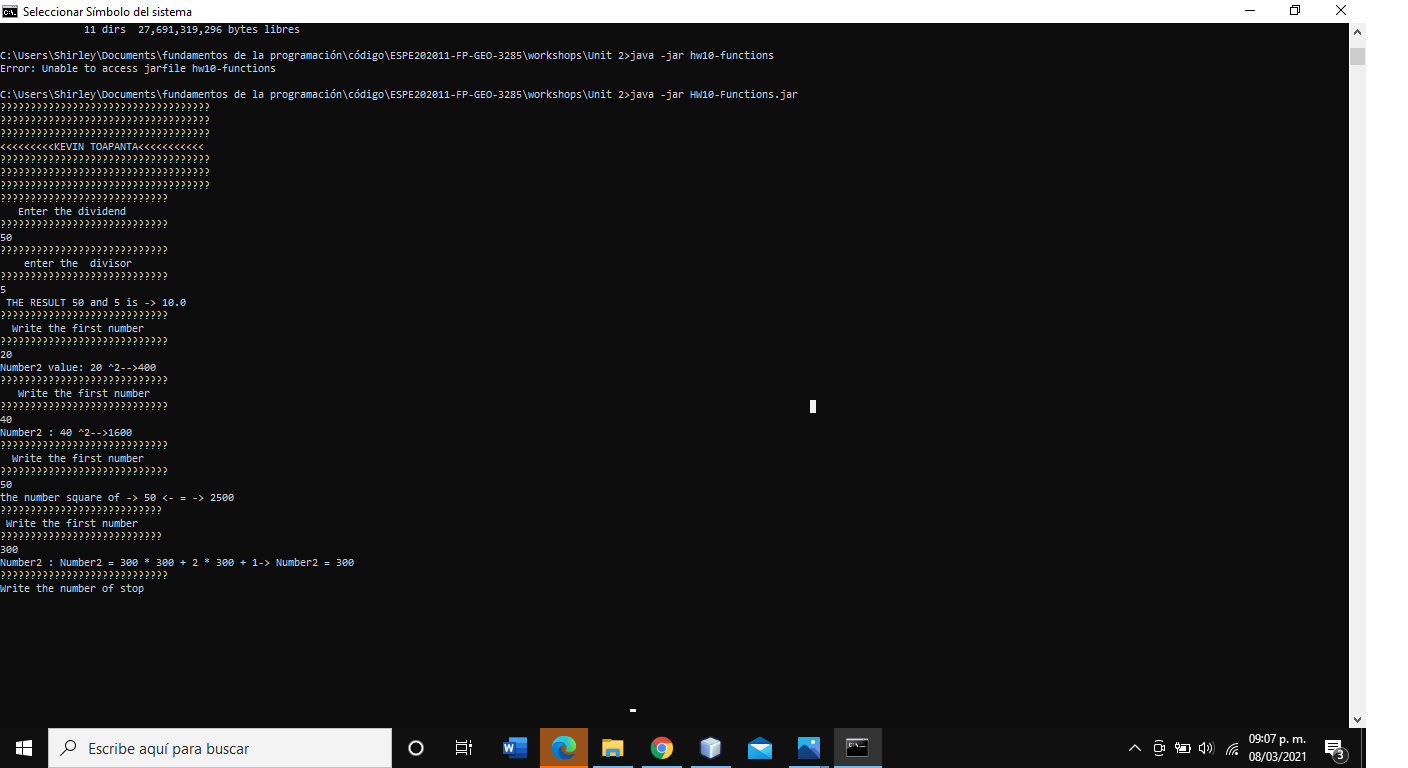 Seleccionar Símbolo del sistema
11 dirs  27,691,319,296 bytes libres
C:\Users\Shirley\Documents\fundamentos de la programación\código\ESPE202011-FP-GEO-3285\workshops\Unit 2>java -jar hw10-functions
Error: Unable to access jarfile hw10-functions
C:\Users\Shirley\Documents\fundamentos de la programación\código\ESPE202011-FP-GEO-3285\workshops\Unit 2>java -jar HW10-Functions.jar
???????????????????????????????????
???????????????????????????????????
???????????????????????????????????
<<<<<<<<<KEVIN TOAPANTA<<<<<<<<<<<
???????????????????????????????????
???????????????????????????????????
???????????????????????????????????
????????????????????????????
Enter the dividend
????????????????????????????
50
????????????????????????????
enter the  divisor
????????????????????????????
5
THE RESULT 50 and 5 is -> 10.0
????????????????????????????
Write the first number
????????????????????????????
20
Number2 value: 20 ^2-->400
????????????????????????????
Write the first number
????????????????????????????
40
Number2 : 40 ^2-->1600
????????????????????????????
Write the first number
????????????????????????????
50
the number square of -> 50 <- = -> 2500
???????????????????????????
Write the first number
???????????????????????????
300
Number2 : Number2 = 300 * 300 + 2 * 300 + 1-> Number2 = 300
????????????????????????????
Write the number of stop
Escribe aquí para buscar
09:07 p. m.
08/03/2021
3